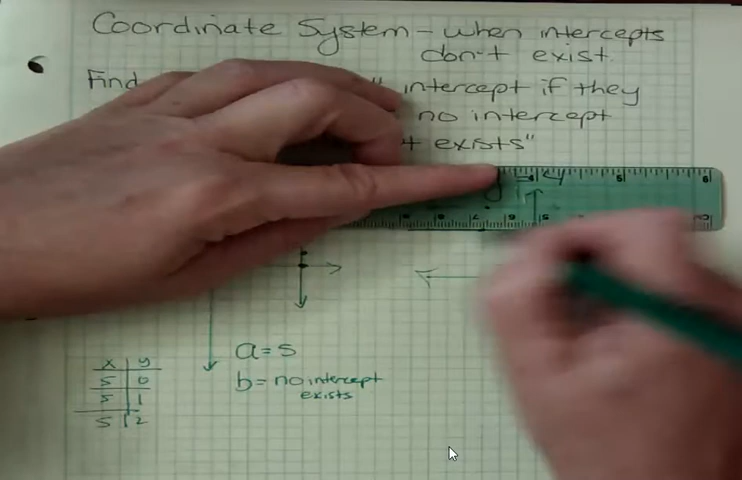 Coordinate System - when intercepts
don't exist.
Find intercept if they
no intercept
exists"
y = 4
x y
5 0
5 1
5 2
a = 5
b = no intercept
exists